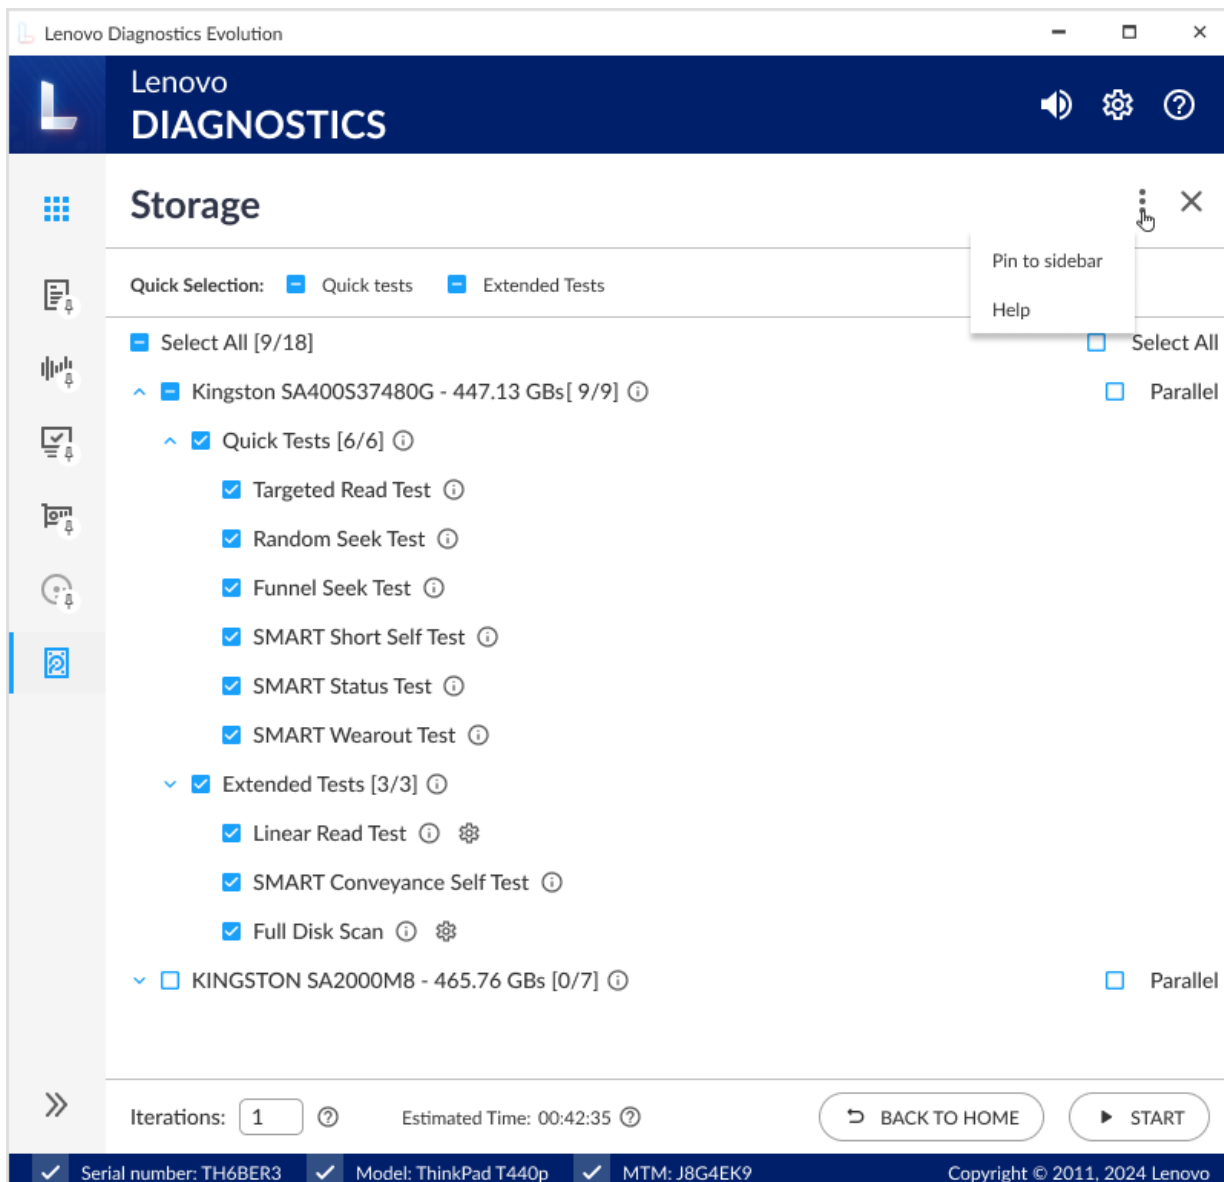 Lenovo Diagnostics Evolution
Lenovo
DIAGNOSTICS
Storage
Pin to sidebar
Help
Quick Selection: Quick tests Extended Tests
Select All [9/18] Select All
Kingston SA400S37480G - 447.13 GBs[ 9/9] Parallel
Quick Tests [6/6]
Targeted Read Test
Random Seek Test
Funnel Seek Test
SMART Short Self Test
SMART Status Test
SMART Wearout Test
Extended Tests [3/3]
Linear Read Test
SMART Conveyance Self Test
Full Disk Scan
KINGSTON SA2000M8 - 465.76 GBs [0/7] Parallel
Iterations: 1 Estimated Time: 00:42:35 BACK TO HOME START
Serial number: TH6BER3 Model: ThinkPad T440p MTM: J8G4EK9 Copyright © 2011, 2024 Lenovo